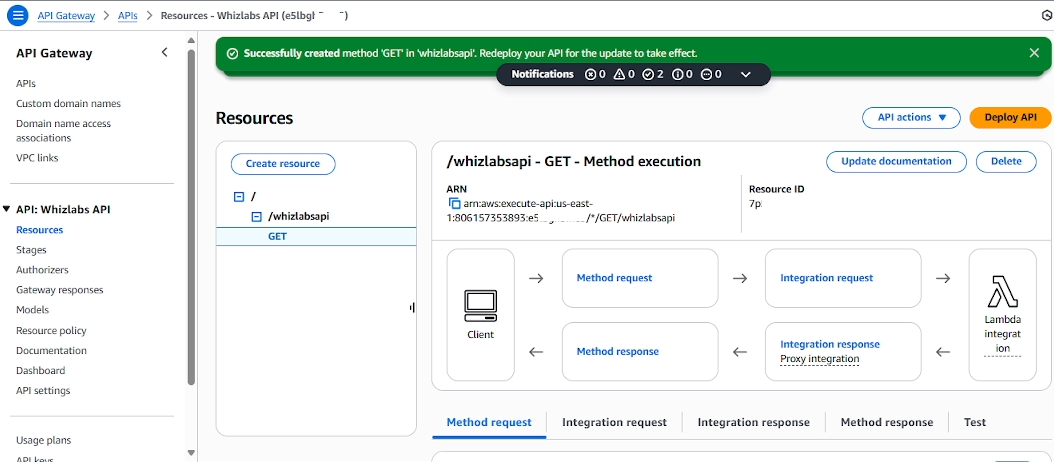 API Gateway > APIs > Resources - Whizlabs API (e5lbgł
API Gateway
APIs
Custom domain names
Domain name access
associations
VPC links
API: Whizlabs API
Resources
Stages
Authorizers
Gateway responses
Models
Resource policy
Documentation
Dashboard
API settings
Usage plans
API keys
Successfully created method 'GET' in 'whizlabsapi'. Redeploy your API for the update to take effect.
Notifications 0 0 2 0 0
Resources
API actions
Deploy API
Create resource
/
/whizlabsapi
GET
/whizlabsapi - GET - Method execution
Update documentation
Delete
ARN
arn:aws:execute-api:us-east-
1:806157353893:e5 /*/GET/whizlabsapi
Resource ID
7p
Client
Method request
Integration request
Method response
Integration response
Proxy integration
Lambda
integrat
ion
Method request
Integration request
Integration response
Method response
Test